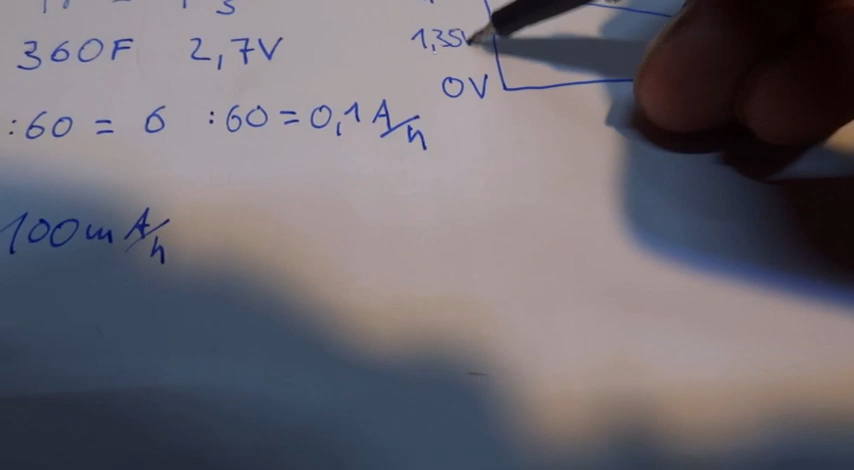 360F 2,7V
1,35V
0V
:60 = 6 :60 = 0,1 A/h
100m A/h